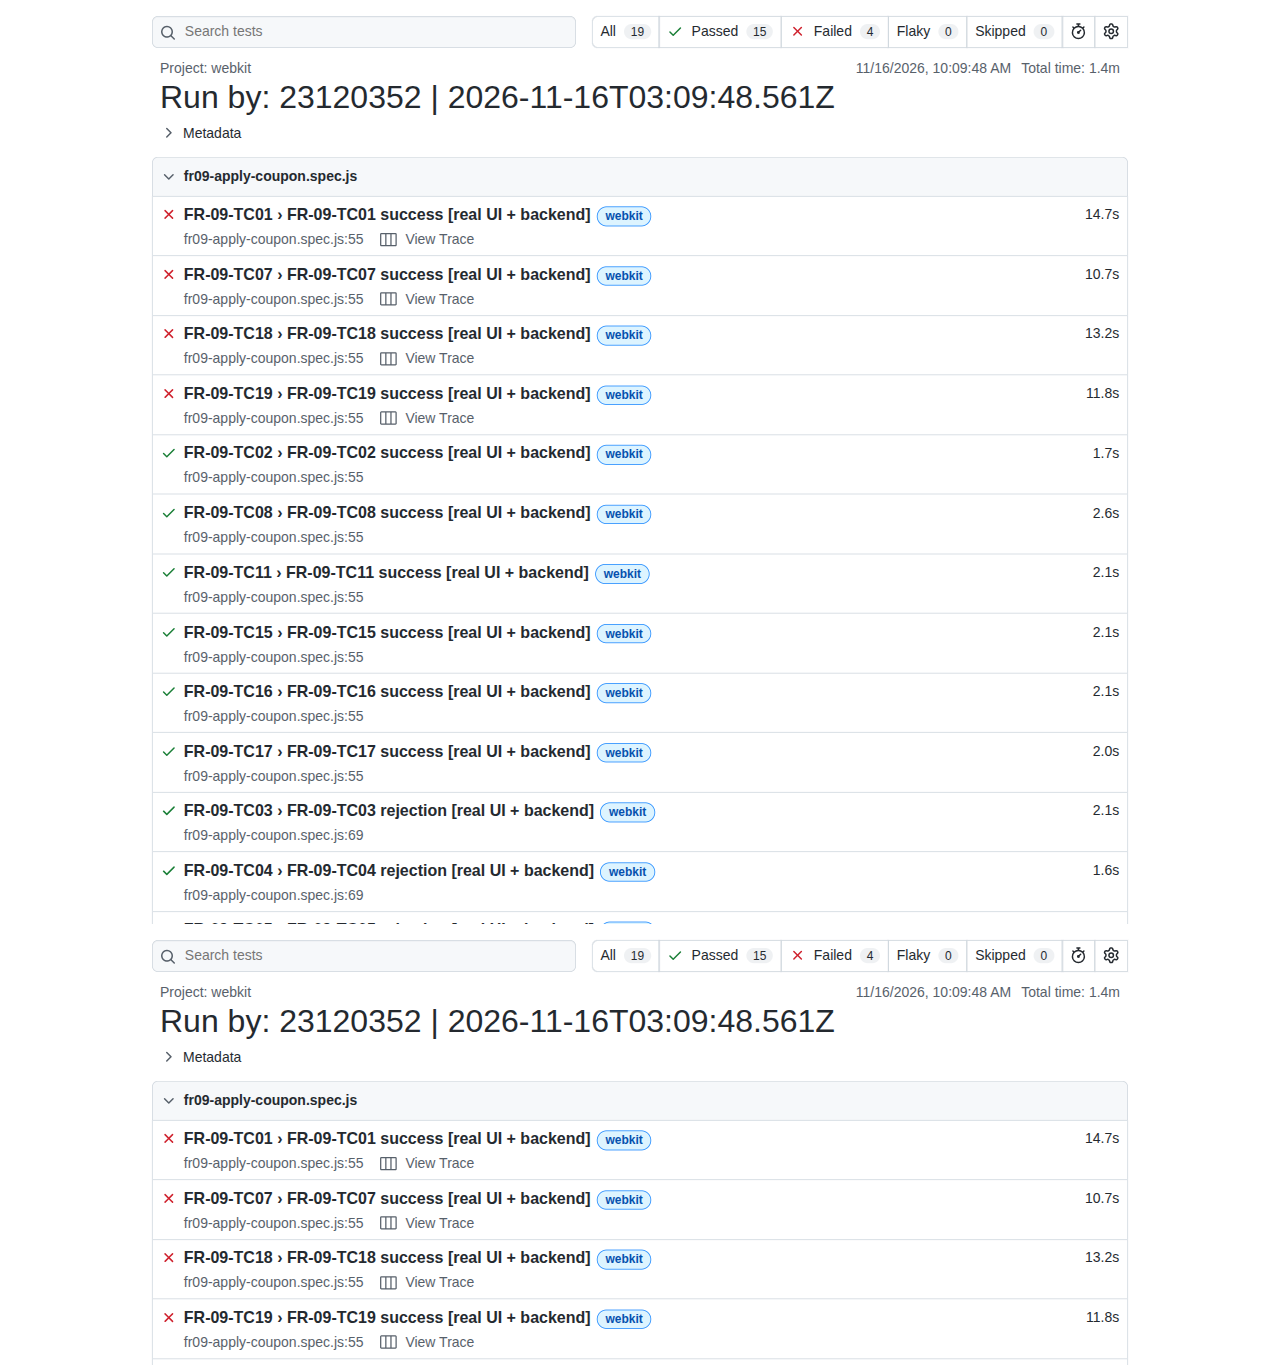 Search tests
All 19 Passed 15 Failed 4 Flaky 0 Skipped 0
Project: webkit 11/16/2026, 10:09:48 AM Total time: 1.4m
Run by: 23120352 | 2026-11-16T03:09:48.561Z
Metadata
fr09-apply-coupon.spec.js
FR-09-TC01 › FR-09-TC01 success [real UI + backend] webkit 14.7s
fr09-apply-coupon.spec.js:55 View Trace
FR-09-TC07 › FR-09-TC07 success [real UI + backend] webkit 10.7s
fr09-apply-coupon.spec.js:55 View Trace
FR-09-TC18 › FR-09-TC18 success [real UI + backend] webkit 13.2s
fr09-apply-coupon.spec.js:55 View Trace
FR-09-TC19 › FR-09-TC19 success [real UI + backend] webkit 11.8s
fr09-apply-coupon.spec.js:55 View Trace
FR-09-TC02 › FR-09-TC02 success [real UI + backend] webkit 1.7s
fr09-apply-coupon.spec.js:55
FR-09-TC08 › FR-09-TC08 success [real UI + backend] webkit 2.6s
fr09-apply-coupon.spec.js:55
FR-09-TC11 › FR-09-TC11 success [real UI + backend] webkit 2.1s
fr09-apply-coupon.spec.js:55
FR-09-TC15 › FR-09-TC15 success [real UI + backend] webkit 2.1s
fr09-apply-coupon.spec.js:55
FR-09-TC16 › FR-09-TC16 success [real UI + backend] webkit 2.1s
fr09-apply-coupon.spec.js:55
FR-09-TC17 › FR-09-TC17 success [real UI + backend] webkit 2.0s
fr09-apply-coupon.spec.js:55
FR-09-TC03 › FR-09-TC03 rejection [real UI + backend] webkit 2.1s
fr09-apply-coupon.spec.js:69
FR-09-TC04 › FR-09-TC04 rejection [real UI + backend] webkit 1.6s
fr09-apply-coupon.spec.js:69
Search tests
All 19 Passed 15 Failed 4 Flaky 0 Skipped 0
Project: webkit 11/16/2026, 10:09:48 AM Total time: 1.4m
Run by: 23120352 | 2026-11-16T03:09:48.561Z
Metadata
fr09-apply-coupon.spec.js
FR-09-TC01 › FR-09-TC01 success [real UI + backend] webkit 14.7s
fr09-apply-coupon.spec.js:55 View Trace
FR-09-TC07 › FR-09-TC07 success [real UI + backend] webkit 10.7s
fr09-apply-coupon.spec.js:55 View Trace
FR-09-TC18 › FR-09-TC18 success [real UI + backend] webkit 13.2s
fr09-apply-coupon.spec.js:55 View Trace
FR-09-TC19 › FR-09-TC19 success [real UI + backend] webkit 11.8s
fr09-apply-coupon.spec.js:55 View Trace